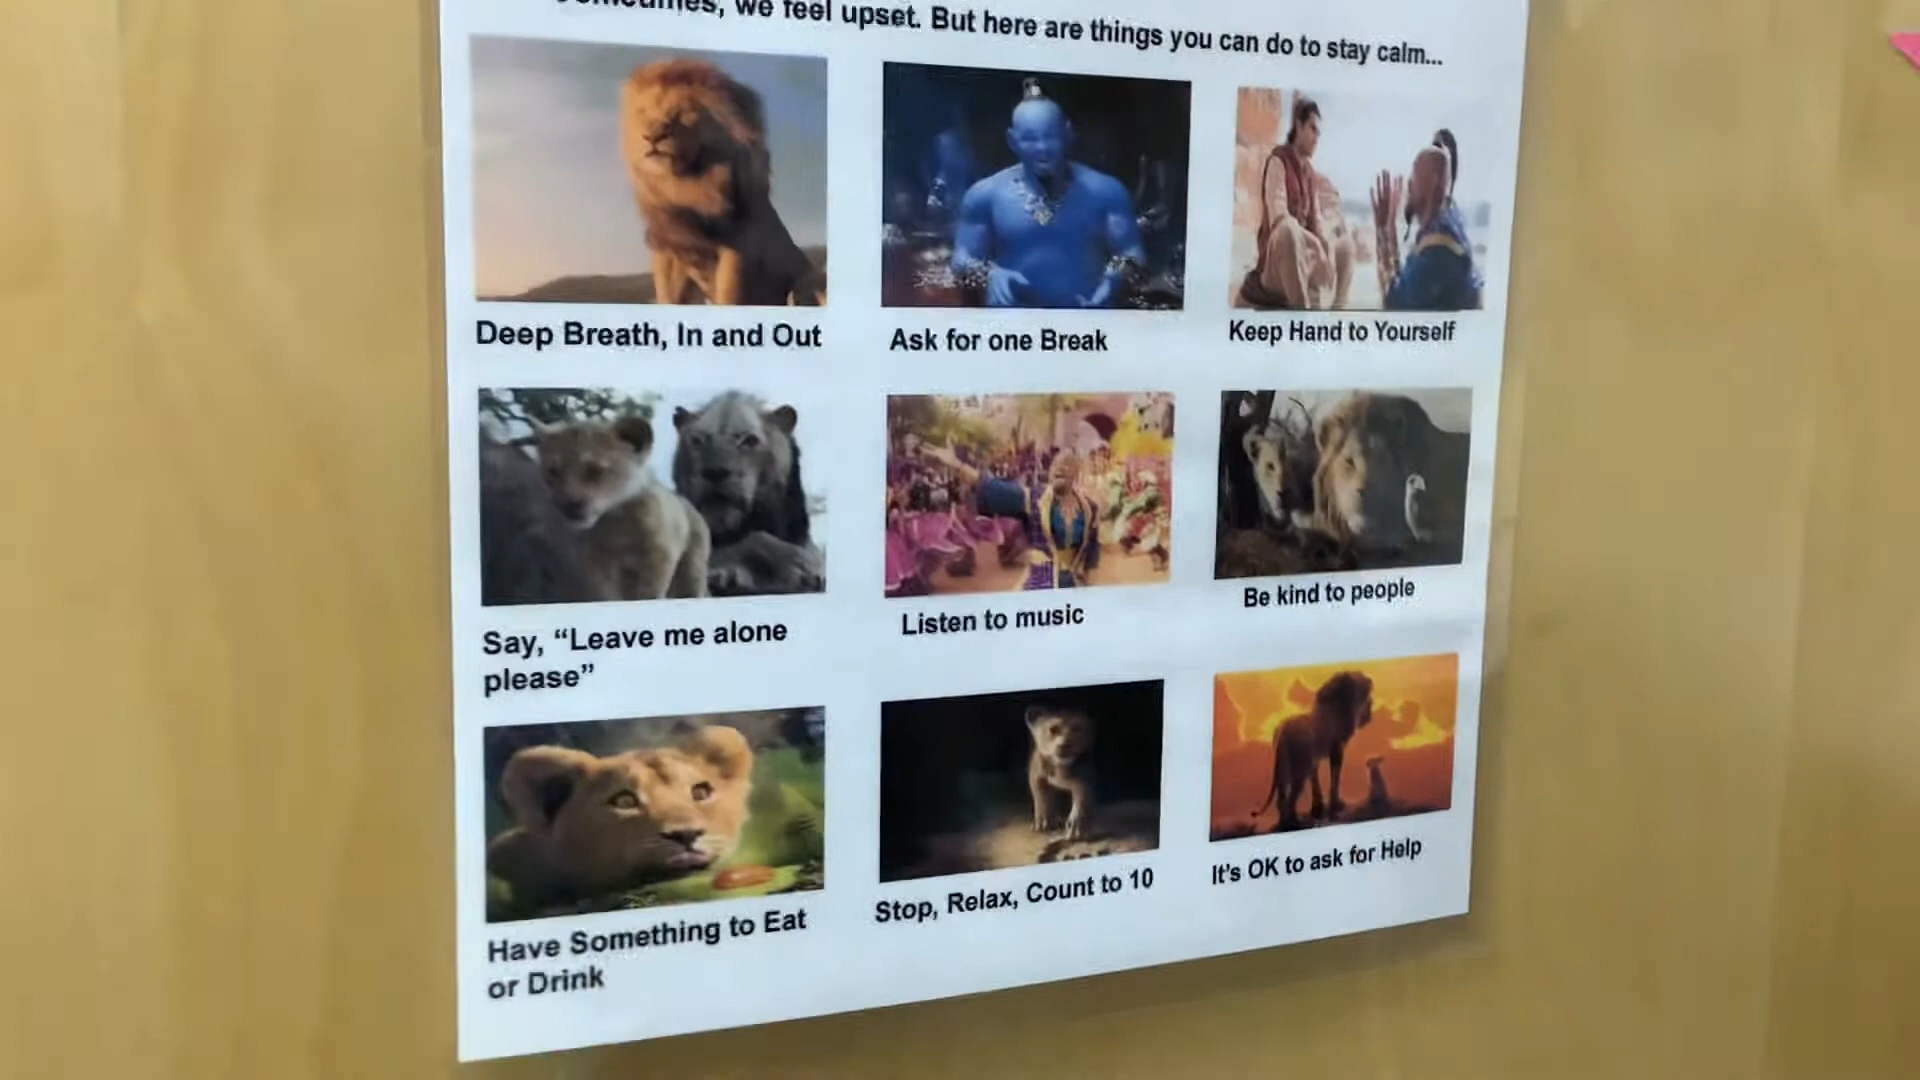 Sometimes, we feel upset. But here are things you can do to stay calm...
Deep Breath, In and Out
Ask for one Break
Keep Hand to Yourself
Say, “Leave me alone
please”
Listen to music
Be kind to people
Have Something to Eat
or Drink
Stop, Relax, Count to 10
It's OK to ask for Help